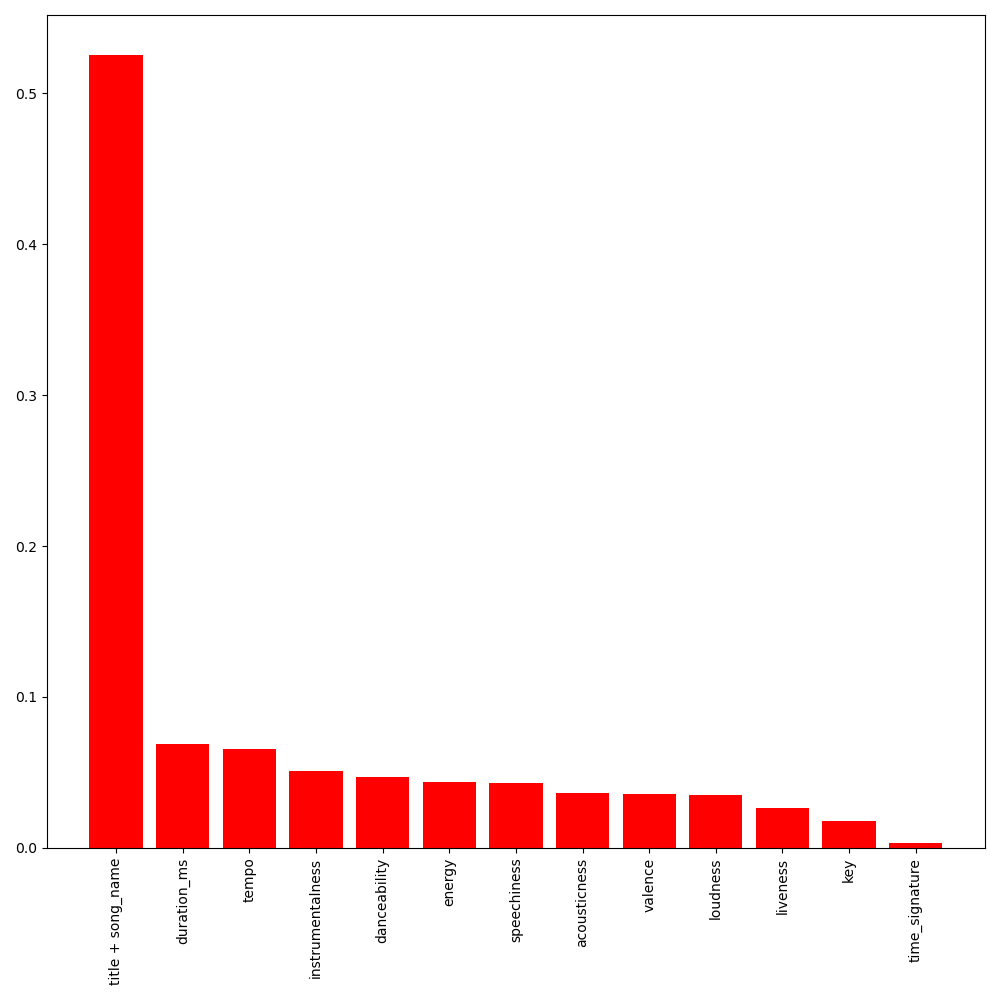 0.5
0.4
0.3
0.2
0.1
0.0
title + song_name
duration_ms
tempo
instrumentalness
danceability
energy
speechiness
acousticness
valence
loudness
liveness
key
time_signature